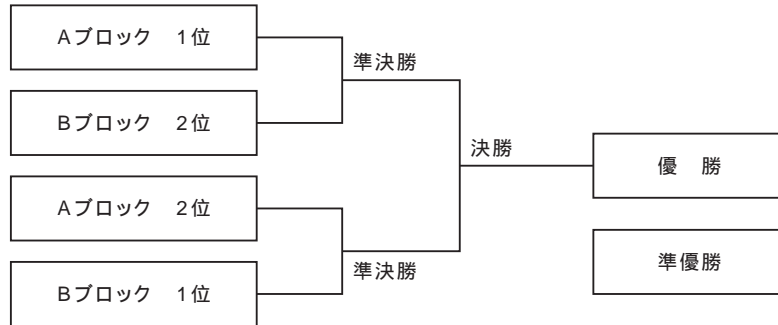 Aブロック　1位
準決勝
Bブロック　2位
決勝
優　勝
Aブロック　2位
準優勝
準決勝
Bブロック　1位